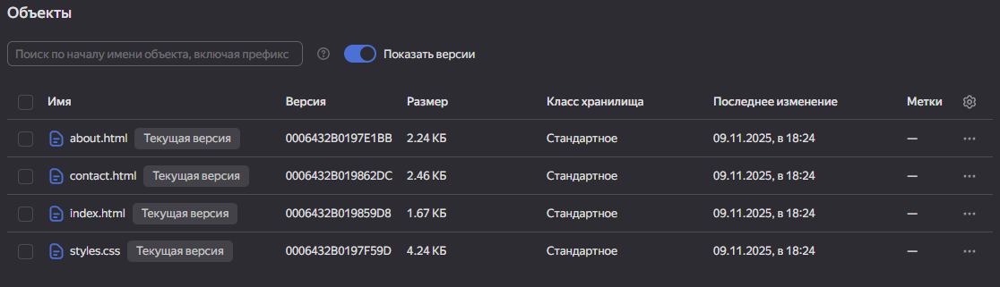 Объекты
Поиск по началу имени объекта, включая префикс
Показать версии
Имя Версия Размер Класс хранилища Последнее изменение Метки
about.html Текущая версия 0006432B0197E1BB 2.24 КБ Стандартное 09.11.2025, в 18:24 —
contact.html Текущая версия 0006432B019862DC 2.46 КБ Стандартное 09.11.2025, в 18:24 —
index.html Текущая версия 0006432B019859D8 1.67 КБ Стандартное 09.11.2025, в 18:24 —
styles.css Текущая версия 0006432B0197F59D 4.24 КБ Стандартное 09.11.2025, в 18:24 —